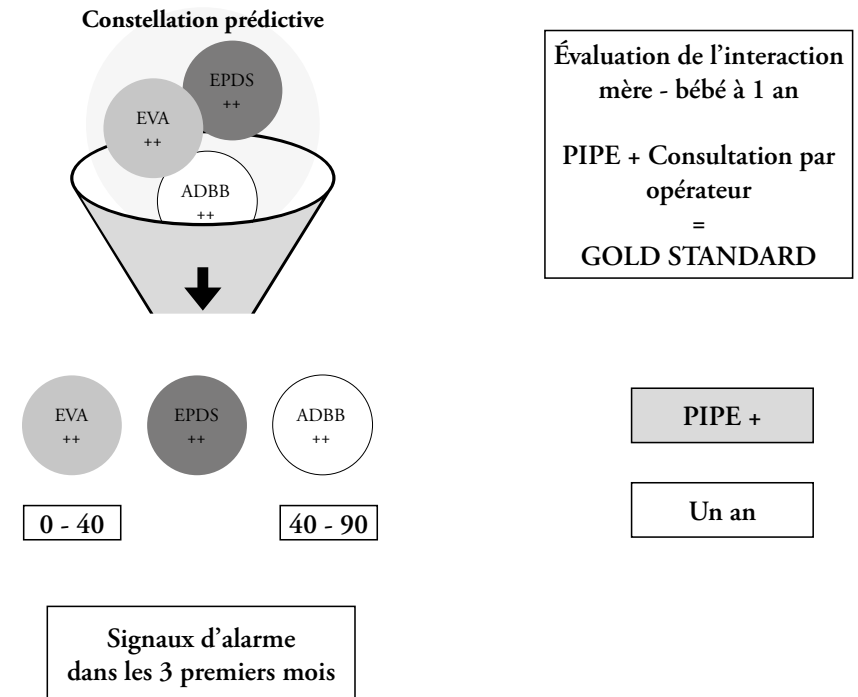 Constellation prédictive
EPDS
++
EVA
++
ADBB
++
Évaluation de l'interaction
mère - bébé à 1 an
PIPE + Consultation par
opérateur
=
GOLD STANDARD
EVA
++
EPDS
++
ADBB
++
PIPE +
0 - 40
40 - 90
Un an
Signaux d'alarme
dans les 3 premiers mois